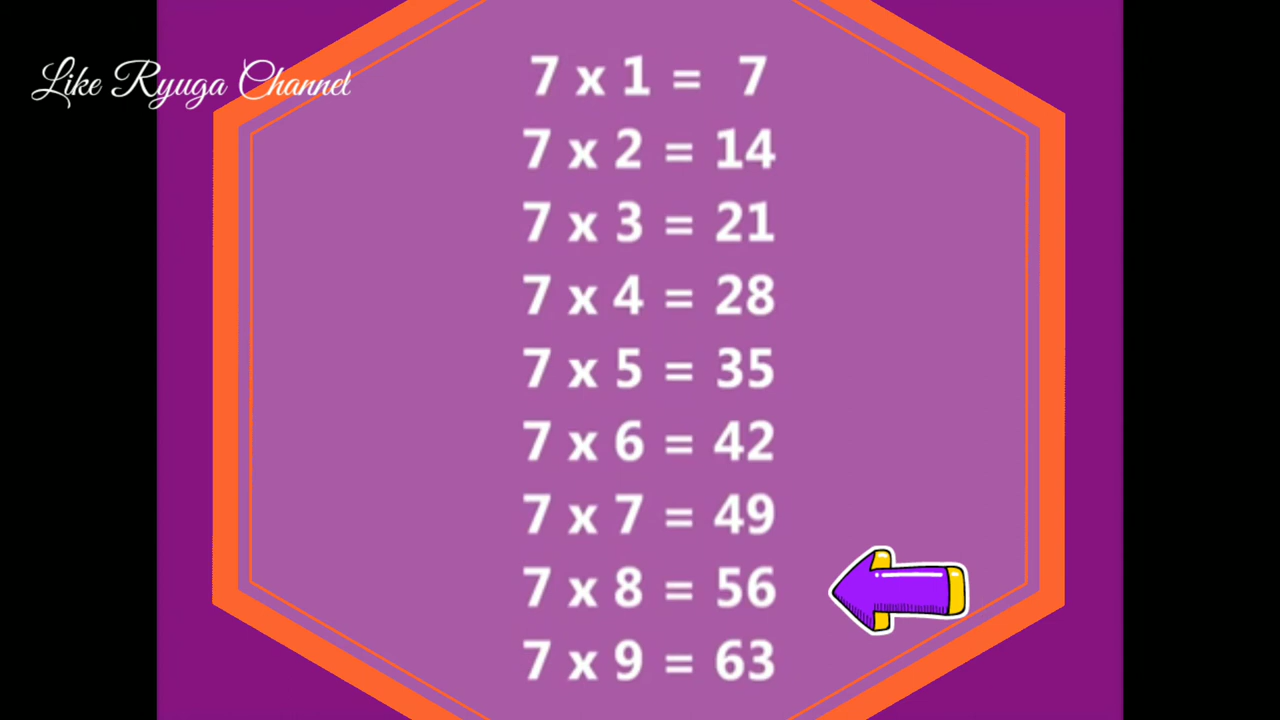 Like Ryuga Channel
7 x 1 = 7
7 x 2 = 14
7 x 3 = 21
7 x 4 = 28
7 x 5 = 35
7 x 6 = 42
7 x 7 = 49
7 x 8 = 56
7 x 9 = 63